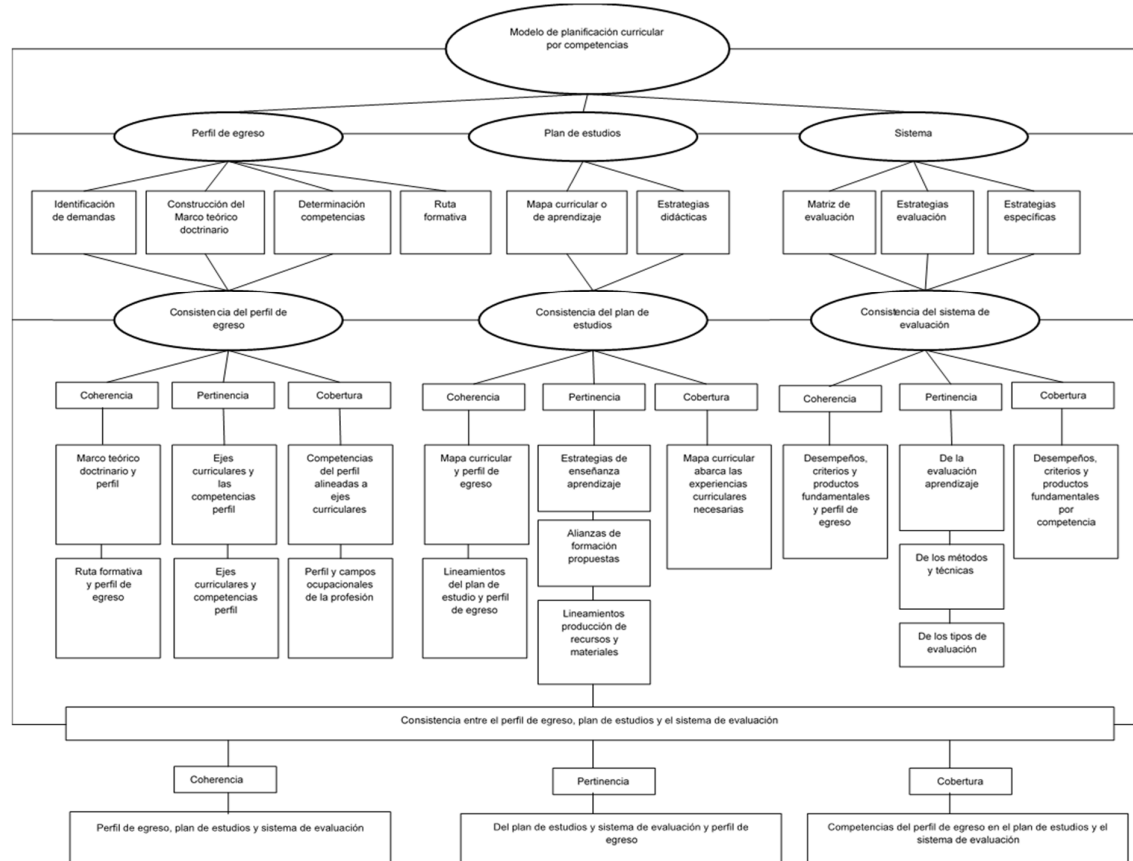 Modelo de planificación curricular
por competencias
Perfil de egreso
Plan de estudios
Sistema
Identificación
de demandas
Construcción del
Marco teórico
doctrinario
Determinación
competencias
Ruta
formativa
Mapa curricular o
de aprendizaje
Estrategias
didácticas
Matriz de
evaluación
Estrategias
evaluación
Estrategias
específicas
Consistencia del perfil de
egreso
Consistencia del plan de
estudios
Consistencia del sistema de
evaluación
Coherencia
Pertinencia
Cobertura
Coherencia
Pertinencia
Cobertura
Coherencia
Pertinencia
Cobertura
Marco teórico
doctrinario y
perfil
Ejes
curriculares y
las
competencias
perfil
Competencias
del perfil
alineadas a
ejes
curriculares
Mapa curricular
y perfil de
egreso
Estrategias de
enseñanza
aprendizaje
Mapa curricular
abarca las
experiencias
curriculares
necesarias
Desempeños,
criterios y
productos
fundamentales
y perfil de
egreso
De la
evaluación
aprendizaje
Desempeños,
criterios y
productos
fundamentales
por
competencia
Alianzas de
formación
propuestas
De los métodos
y técnicas
Ruta formativa
y perfil de
egreso
Ejes
curriculares y
competencias
perfil
Perfil y campos
ocupacionales
de la profesión
Lineamientos
del plan de
estudio y perfil
de egreso
Lineamientos
producción de
recursos y
materiales
De los tipos de
evaluación
Consistencia entre el perfil de egreso, plan de estudios y el sistema de evaluación
Coherencia
Pertinencia
Cobertura
Perfil de egreso, plan de estudios y sistema de evaluación
Del plan de estudios y sistema de evaluación y perfil de
egreso
Competencias del perfil de egreso en el plan de estudios y el
sistema de evaluación